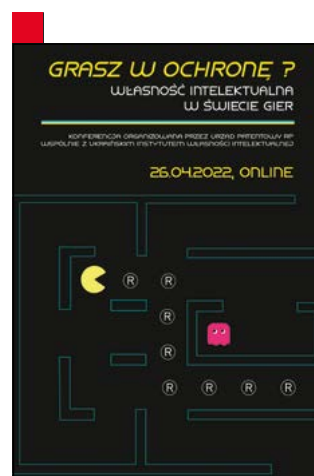 GRASZ W OCHRONĘ ?
WŁASNOŚĆ INTELEKTUALNA
W ŚWIECIE GIER
KONFERENCJA ORGANIZOWANA PRZEZ URZĄD PATENTOWY RP
WSPÓLNIE Z UKRAIŃSKIM INSTYTUTEM WŁASNOŚCI INTELEKTUALNEJ
26.04.2022, ONLINE
® ®
®
®
® ® ® ®